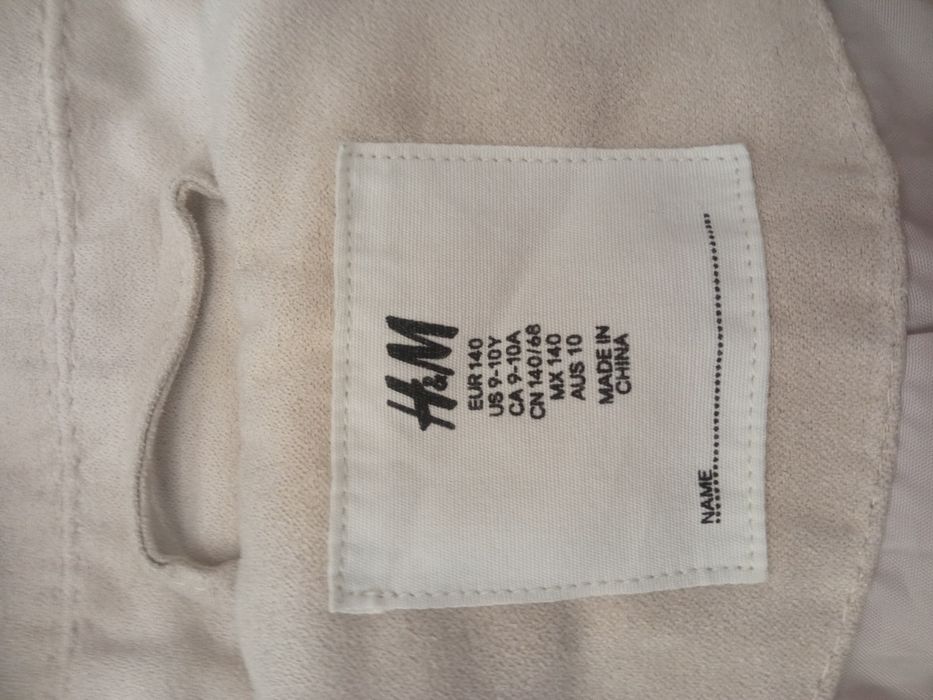 H&M
EUR 140
US 9-10Y
CA 9-10A
CN 140/68
MX 140
AUS 10
MADE IN
CHINA
NAME